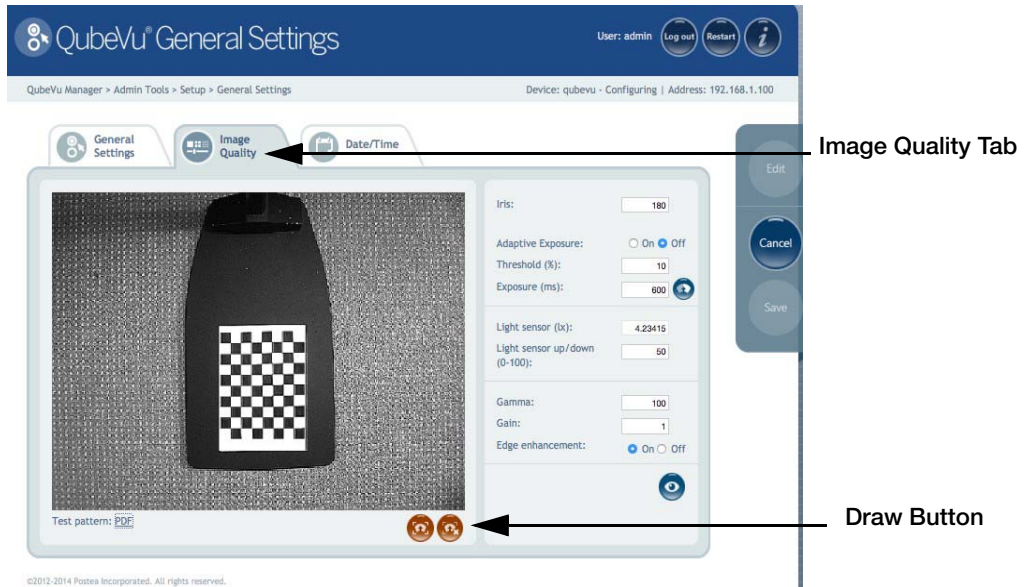 QubeVu® General Settings
User: admin
Log out
Restart
i
QubeVu Manager > Admin Tools > Setup > General Settings
Device: qubevu - Configuring | Address: 192.168.1.100
General
Settings
Image
Quality
Date/Time
Image Quality Tab
Edit
Cancel
Save
Iris: 180
Adaptive Exposure: On Off
Threshold (%): 10
Exposure (ms): 600
Light sensor (lx): 4.23415
Light sensor up/down
(0-100): 50
Gamma: 100
Gain: 1
Edge enhancement: On Off
Test pattern: PDF
Draw Button
©2012-2014 Postea Incorporated. All rights reserved.